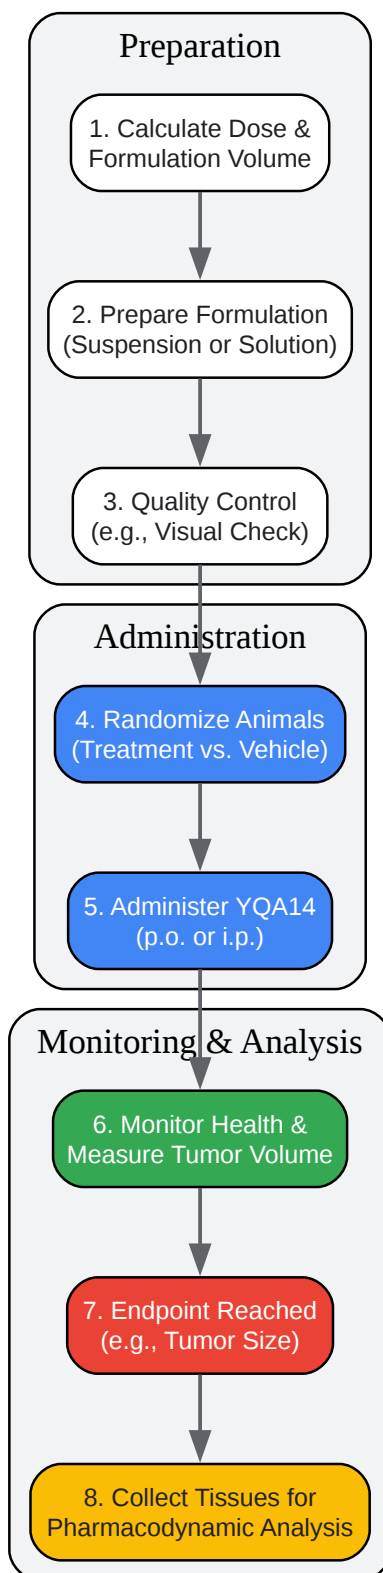 Preparation
1. Calculate Dose &
Formulation Volume
2. Prepare Formulation
(Suspension or Solution)
3. Quality Control
(e.g., Visual Check)
Administration
4. Randomize Animals
(Treatment vs. Vehicle)
5. Administer YQA14
(p.o. or i.p.)
Monitoring & Analysis
6. Monitor Health &
Measure Tumor Volume
7. Endpoint Reached
(e.g., Tumor Size)
8. Collect Tissues for
Pharmacodynamic Analysis